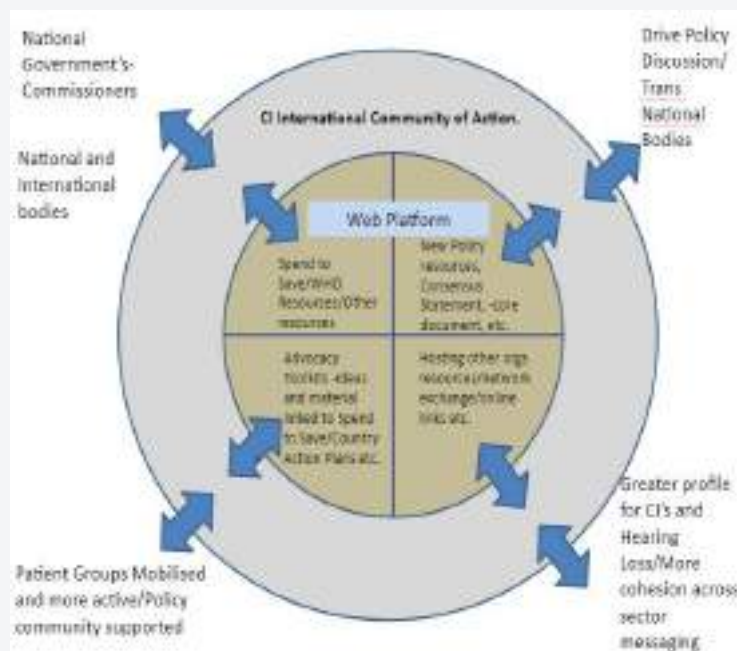 National
Government's-
Commissioners
National and
International
bodies
Drive Policy
Discussion/
Trans
National
Bodies
CI International Community of Action.
Web Platform
Spend to
Save/WHO
Resources/Other
resources
New Policy
resources,
Consensus
Statement, -core
document, etc.
Advocacy
Toolkits -ideas
and material
linked to Spend
to Save/Country
Action Plans etc.
Hosting other orgs
resource/network
exchange/online
links etc.
Patient Groups Mobilised
and more active/Policy
community supported
Greater profile
for CI's and
Hearing
Loss/More
cohesion across
sector
messaging